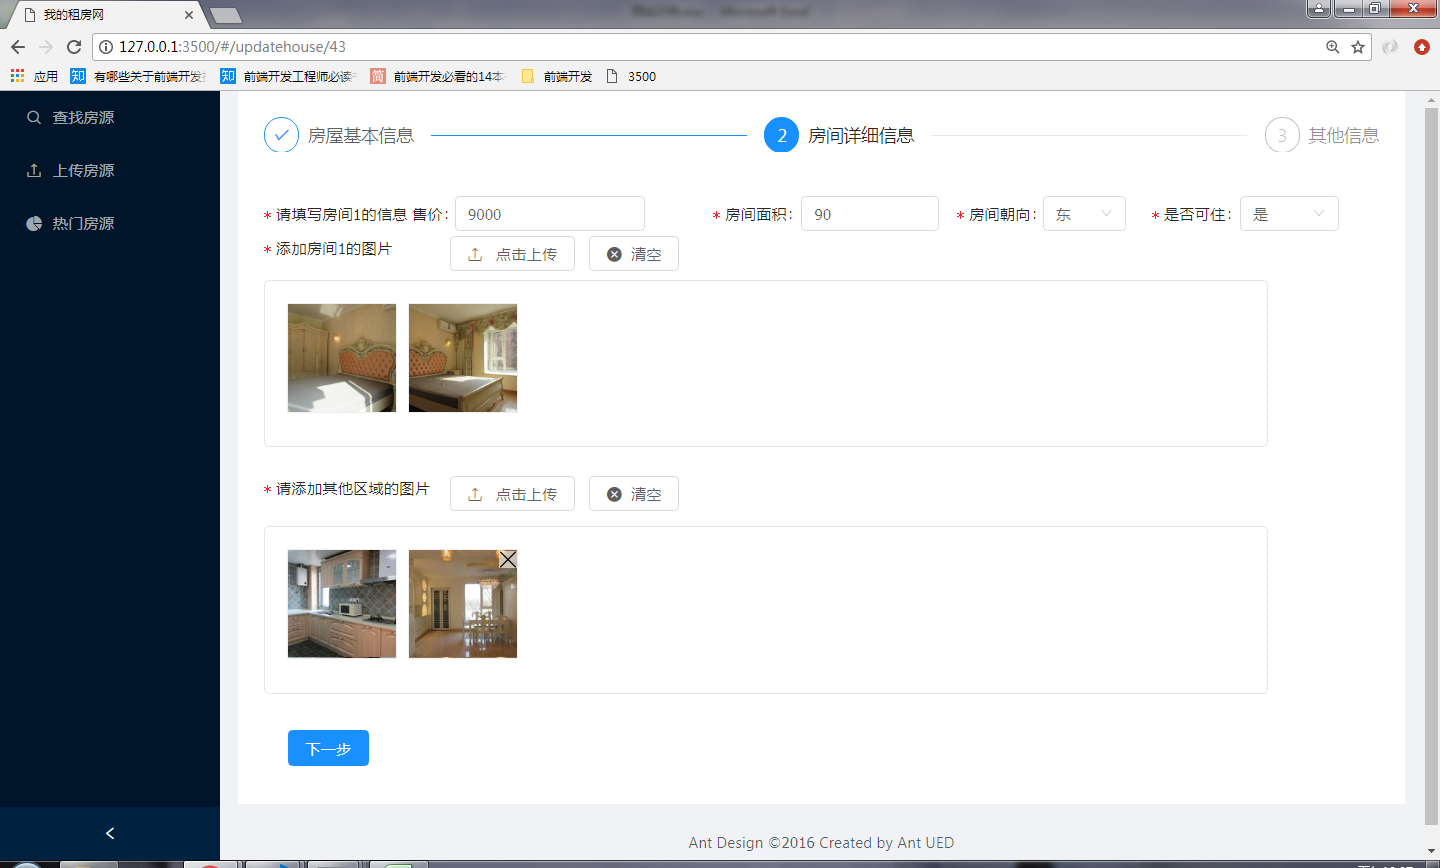 我的租房网
127.0.0.1:3500/#/updatehouse/43
应用 知 有哪些关于前端开发 知 前端开发工程师必读 简 前端开发必看的14本 前端开发 3500
查找房源
上传房源
热门房源
房屋基本信息 2 房间详细信息 3 其他信息
* 请填写房间1的信息 售价: 9000 * 房间面积: 90 * 房间朝向: 东 * 是否可住: 是
* 添加房间1的图片 点击上传 清空
* 请添加其他区域的图片 点击上传 清空
下一步
Ant Design ©2016 Created by Ant UED